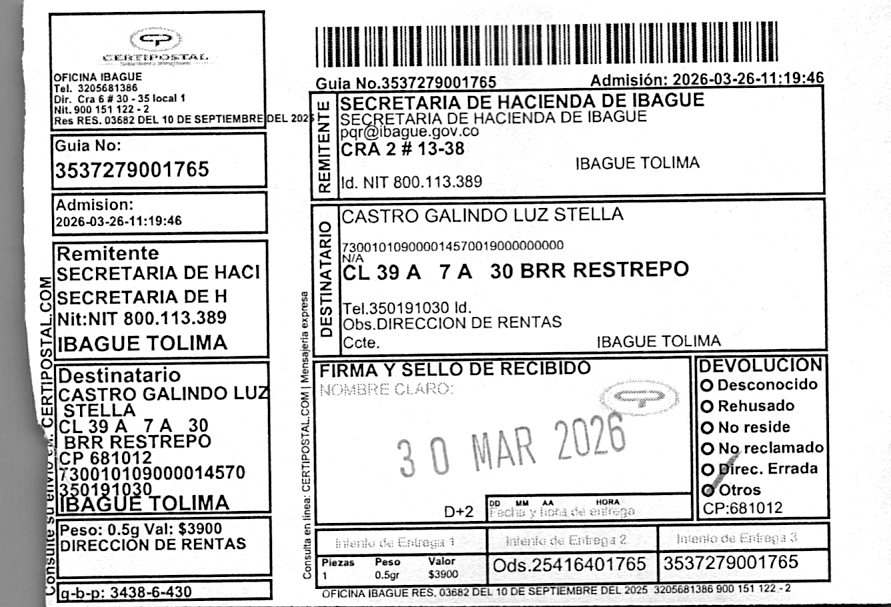 CERTIPOSTAL
OFICINA IBAGUE
Tel. 3205681386
Dir. Cra 6 # 30 - 35 local 1
Nit. 900 151 122 - 2
Res RES. 03682 DEL 10 DE SEPTIEMBRE DEL 2025
Guia No:
3537279001765
Admision:
2026-03-26-11:19:46
Remitente
SECRETARIA DE HACI
SECRETARIA DE H
Nit:NIT 800.113.389
IBAGUE TOLIMA
Destinatario
CASTRO GALINDO LUZ
STELLA
CL 39 A 7 A 30
BRR RESTREPO
CP 681012
730010109000014570
350191030
IBAGUE TOLIMA
Peso: 0.5g Val: $3900
DIRECCION DE RENTAS
g-b-p: 3438-6-430
Consulte su envio en: CERTIPOSTAL.COM
Guia No.3537279001765
Admisión: 2026-03-26-11:19:46
REMITENTE
SECRETARIA DE HACIENDA DE IBAGUE
SECRETARIA DE HACIENDA DE IBAGUE
pqr@ibague.gov.co
CRA 2 # 13-38
IBAGUE TOLIMA
Id. NIT 800.113.389
DESTINATARIO
CASTRO GALINDO LUZ STELLA
730010109000014570019000000000
N/A
CL 39 A 7 A 30 BRR RESTREPO
Tel.350191030 Id.
Obs.DIRECCION DE RENTAS
Ccte.
IBAGUE TOLIMA
Consulta en linea: CERTIPOSTAL.COM | Mensajeria expresa
FIRMA Y SELLO DE RECIBIDO
NOMBRE CLARO:
30 MAR 2026
D+2
DD MM AA HORA
Fecha y hora de entrega
DEVOLUCIÓN
Desconocido
Rehusado
No reside
No reclamado
Direc. Errada
Otros
CP:681012
Intento de Entrega 1
Intento de Entrega 2
Intento de Entrega 3
Piezas Peso Valor
1 0.5gr $3900
Ods.25416401765
3537279001765
OFICINA IBAGUE RES. 03682 DEL 10 DE SEPTIEMBRE DEL 2025 3205681386 900 151 122 - 2